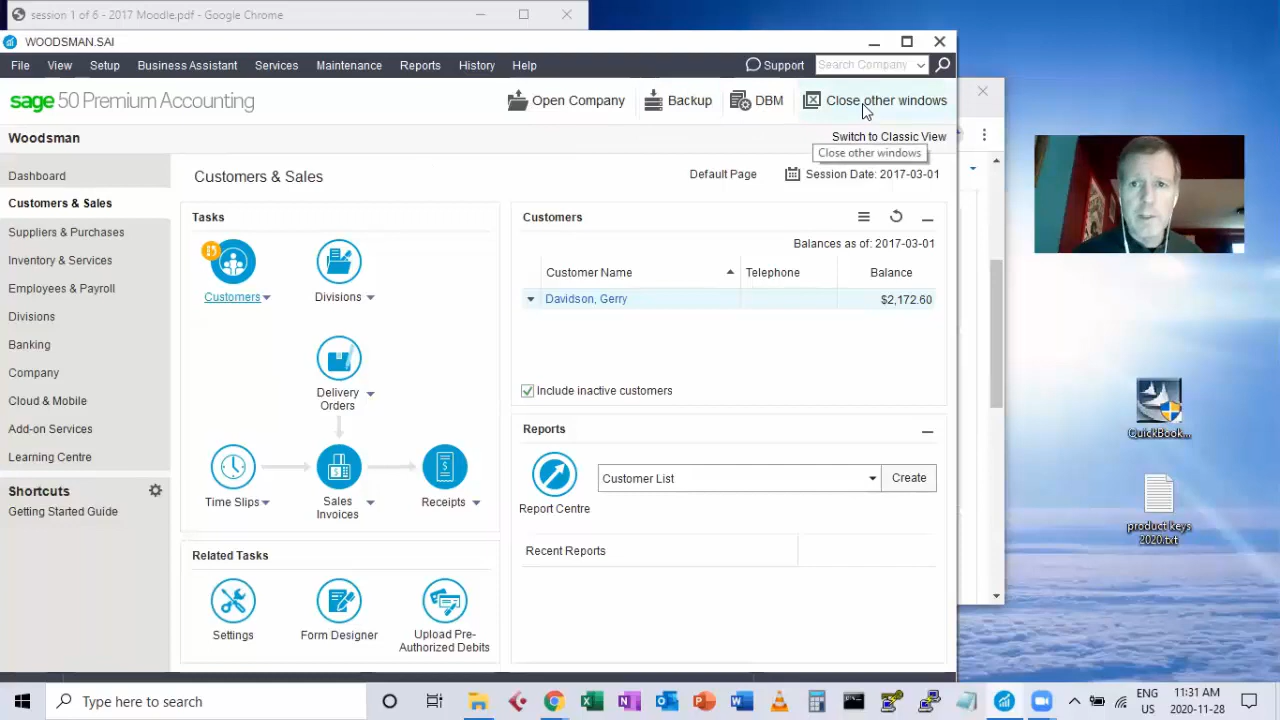 session 1 of 6 - 2017 Moodle.pdf - Google Chrome
WOODSMAN.SAI
File View Setup Business Assistant Services Maintenance Reports History Help Support Search Company
sage 50 Premium Accounting Open Company Backup DBM Close other windows
Woodsman Switch to Classic View
Close other windows
Dashboard
Customers & Sales
Suppliers & Purchases
Inventory & Services
Employees & Payroll
Divisions
Banking
Company
Cloud & Mobile
Add-on Services
Learning Centre
Shortcuts
Getting Started Guide
Customers & Sales Default Page Session Date: 2017-03-01
Tasks
Customers Divisions
Delivery
Orders
Time Slips Sales
Invoices
Receipts
Related Tasks
Settings Form Designer Upload Pre-
Authorized Debits
Customers
Balances as of: 2017-03-01
Customer Name Telephone Balance
Davidson, Gerry $2,172.60
Include inactive customers
Reports
Report Centre
Customer List Create
Recent Reports
QuickBook...
product keys
2020.txt
Type here to search
ENG
US
11:31 AM
2020-11-28